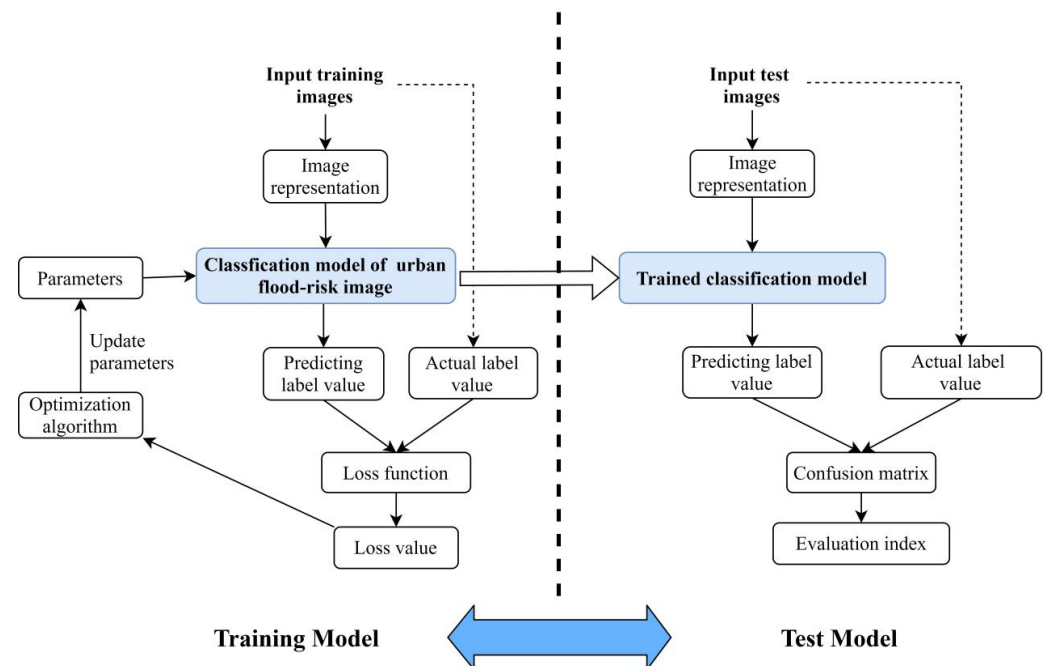 Input training
images
Image
representation
Classfication model of urban
flood-risk image
Parameters
Update
parameters
Optimization
algorithm
Predicting
label value
Actual label
value
Loss function
Loss value
Training Model
Input test
images
Image
representation
Trained classification model
Predicting label
value
Actual label
value
Confusion matrix
Evaluation index
Test Model